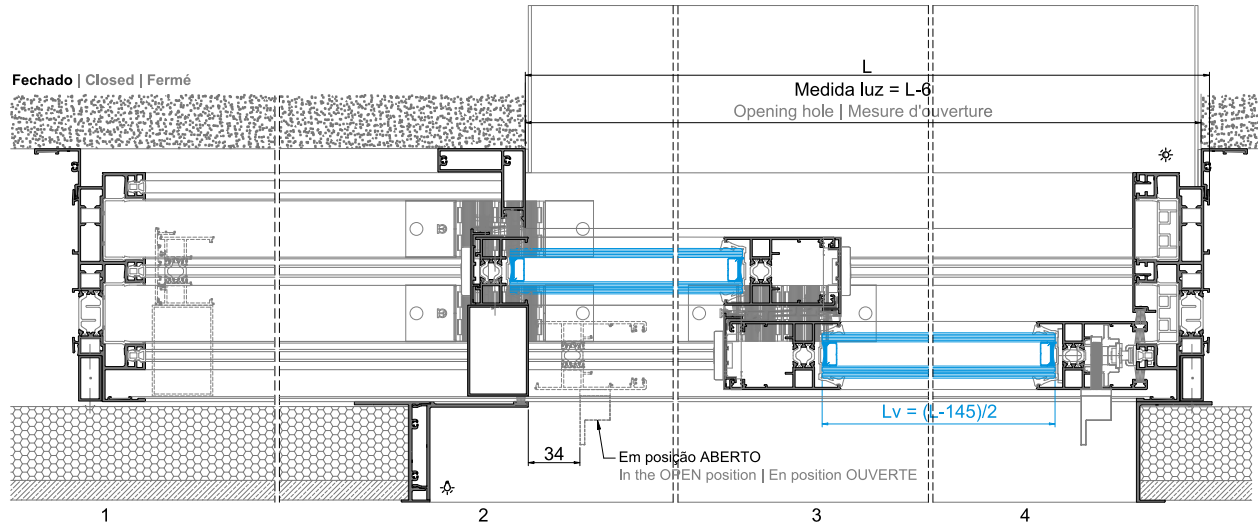 Fechado | Closed | Fermé
L
Medida luz = L-6
Opening hole | Mesure d'ouverture
Lv = (L-145)/2
34
Em posição ABERTO
In the OPEN position | En position OUVERTE
1
2
3
4